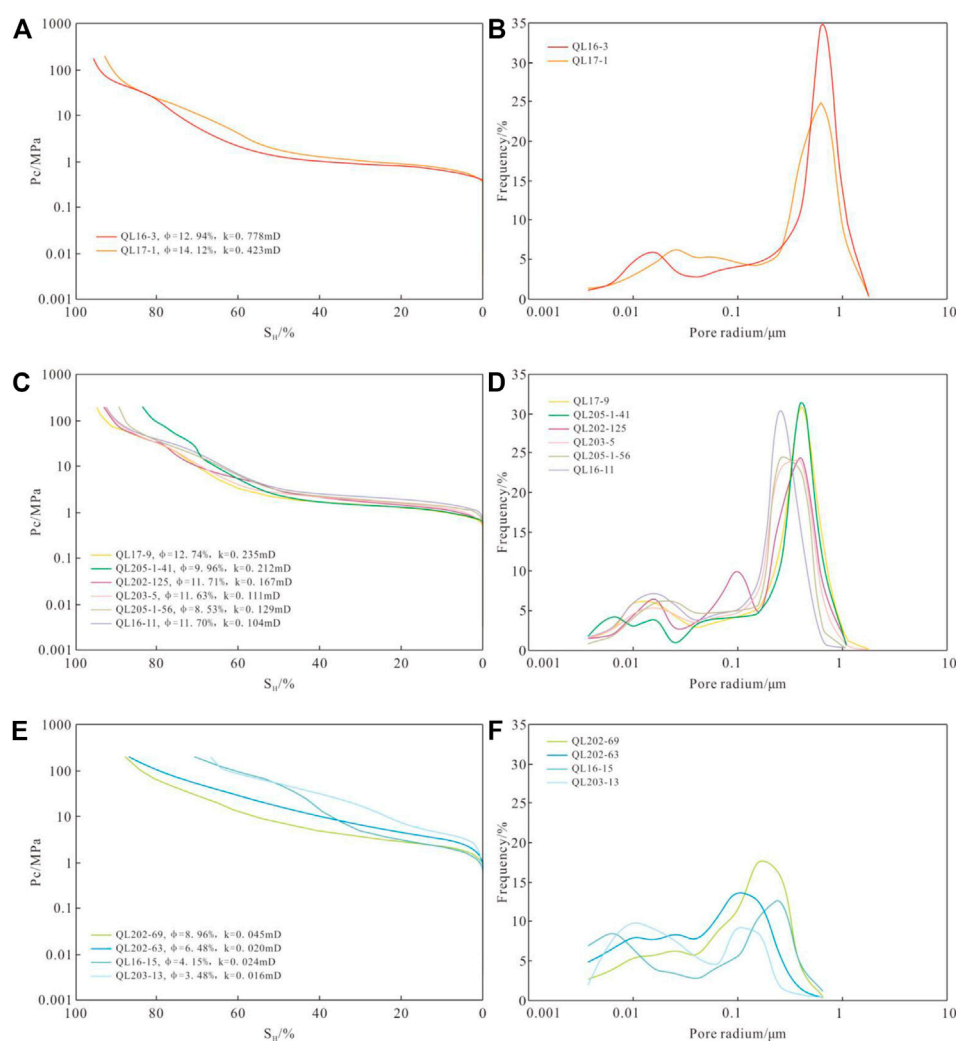 A
1000
100
10
1
0.1
0.01
0.001
Pc/MPa
QL16-3, ϕ=12.94%, k=0.778mD
QL17-1, ϕ=14.12%, k=0.423mD
100
80
60
40
20
0
S_H/%
B
35
30
25
20
15
10
5
0
Frequency/%
QL16-3
QL17-1
0.001
0.01
0.1
1
10
Pore radium/μm
C
1000
100
10
1
0.1
0.01
0.001
Pc/MPa
QL17-9, ϕ=12.74%, k=0.235mD
QL205-1-41, ϕ=9.96%, k=0.212mD
QL202-125, ϕ=11.71%, k=0.167mD
QL203-5, ϕ=11.63%, k=0.111mD
QL205-1-56, ϕ=8.53%, k=0.129mD
QL16-11, ϕ=11.70%, k=0.104mD
100
80
60
40
20
0
S_H/%
D
35
30
25
20
15
10
5
0
Frequency/%
QL17-9
QL205-1-41
QL202-125
QL203-5
QL205-1-56
QL16-11
0.001
0.01
0.1
1
10
Pore radium/μm
E
1000
100
10
1
0.1
0.01
0.001
Pc/MPa
QL202-69, ϕ=8.96%, k=0.045mD
QL202-63, ϕ=6.48%, k=0.020mD
QL16-15, ϕ=4.15%, k=0.024mD
QL203-13, ϕ=3.48%, k=0.016mD
100
80
60
40
20
0
S_H/%
F
35
30
25
20
15
10
5
0
Frequency/%
QL202-69
QL202-63
QL16-15
QL203-13
0.001
0.01
0.1
1
10
Pore radium/μm